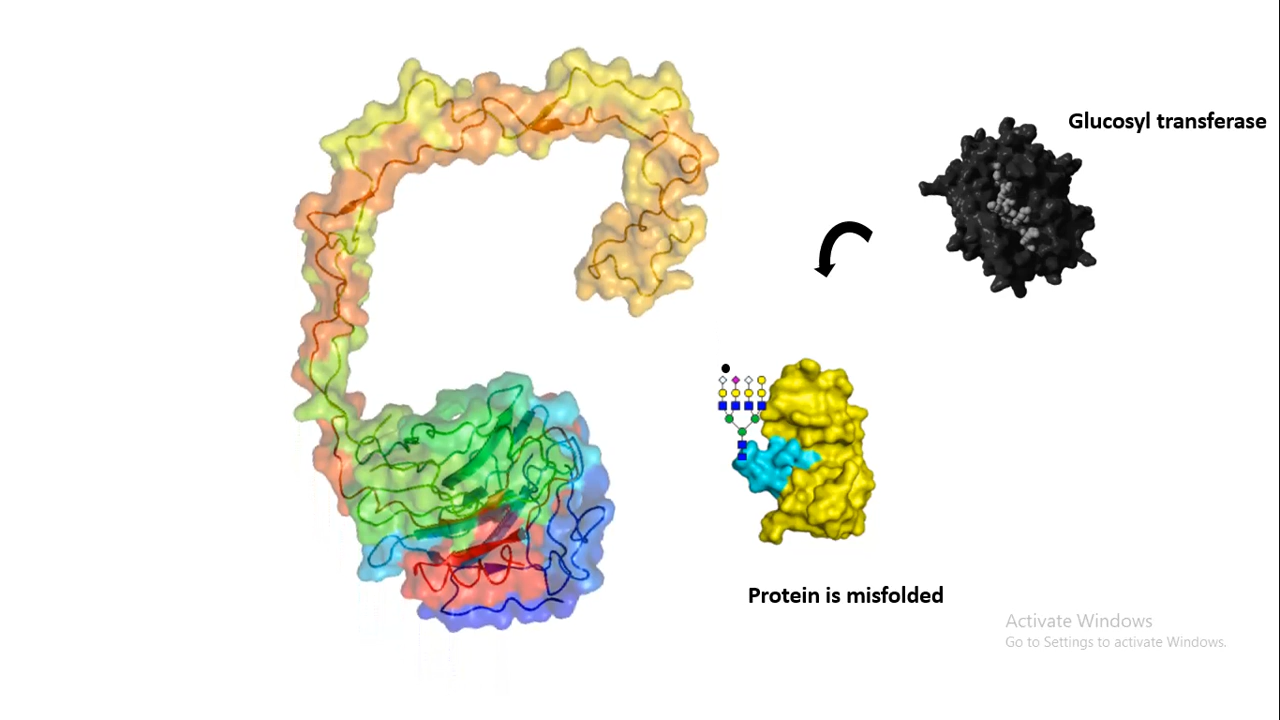 Glucosyl transferase
Protein is misfolded
Activate Windows
Go to Settings to activate Windows.